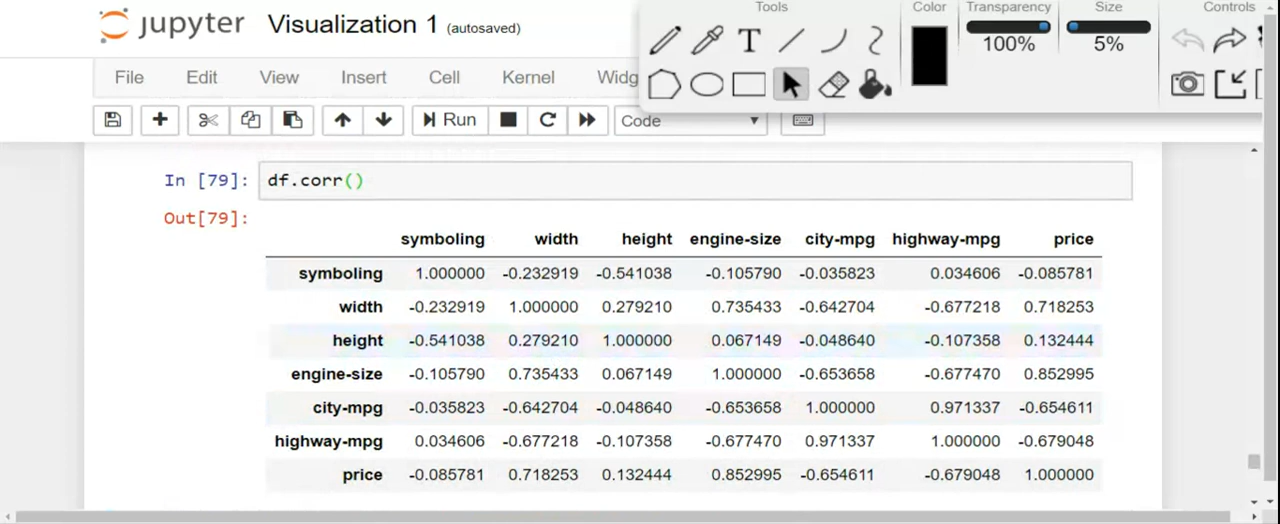 Tools Color Transparency Size Controls
jupyter Visualization 1 (autosaved)
100% 5%
File Edit View Insert Cell Kernel
T
Run Code
In [79]: df.corr()
Out[79]:
symboling width height engine-size city-mpg highway-mpg price
symboling 1.000000 -0.232919 -0.541038 -0.105790 -0.035823 0.034606 -0.085781
width -0.232919 1.000000 0.279210 0.735433 -0.642704 -0.677218 0.718253
height -0.541038 0.279210 1.000000 0.067149 -0.048640 -0.107358 0.132444
engine-size -0.105790 0.735433 0.067149 1.000000 -0.653658 -0.677470 0.852995
city-mpg -0.035823 -0.642704 -0.048640 -0.653658 1.000000 0.971337 -0.654611
highway-mpg 0.034606 -0.677218 -0.107358 -0.677470 0.971337 1.000000 -0.679048
price -0.085781 0.718253 0.132444 0.852995 -0.654611 -0.679048 1.000000